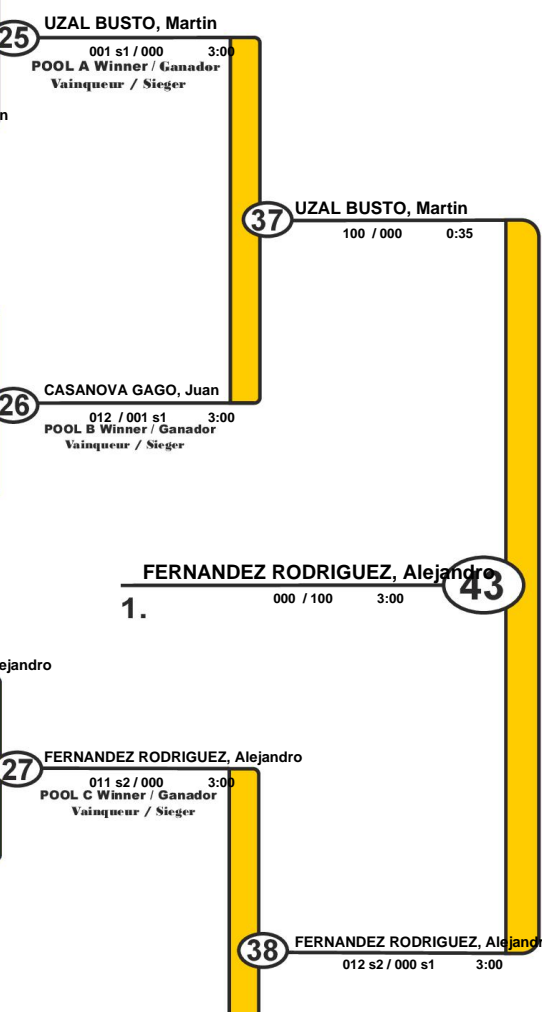 25 UZAL BUSTO, Martin
001 s1 / 000 3:00
POOL A Winner / Ganador
Vainqueur / Sieger
n
37 UZAL BUSTO, Martin
100 / 000 0:35
26 CASANOVA GAGO, Juan
012 / 001 s1 3:00
POOL B Winner / Ganador
Vainqueur / Sieger
FERNANDEZ RODRIGUEZ, Alejandro 43
1. 000 / 100 3:00
ejandro
27 FERNANDEZ RODRIGUEZ, Alejandro
011 s2 / 000 3:00
POOL C Winner / Ganador
Vainqueur / Sieger
38 FERNANDEZ RODRIGUEZ, Alejandr
012 s2 / 000 s1 3:00